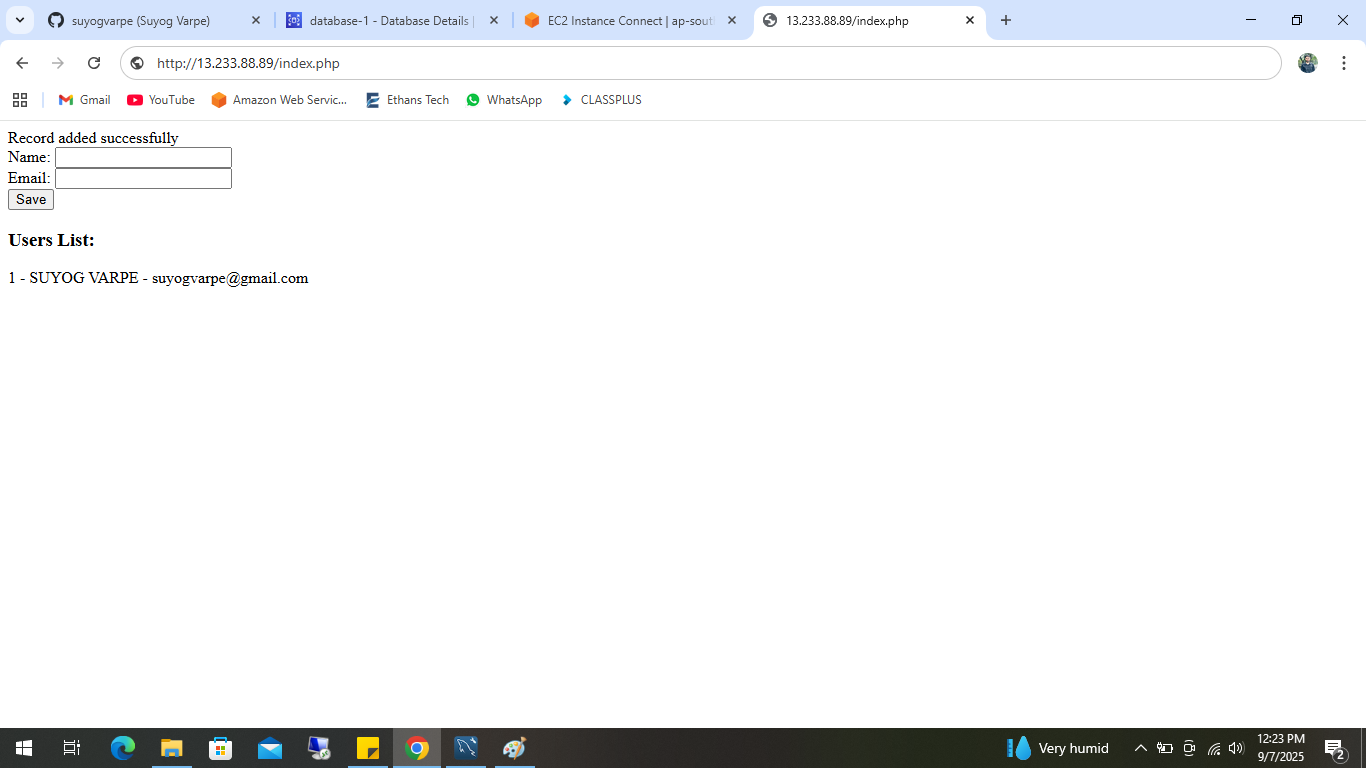 suyogvarpe (Suyog Varpe)
database-1 - Database Details |
EC2 Instance Connect | ap-sout
13.233.88.89/index.php
http://13.233.88.89/index.php
Gmail
YouTube
Amazon Web Servic...
Ethans Tech
WhatsApp
CLASSPLUS
Record added successfully
Name:
Email:
Save
Users List:
1 - SUYOG VARPE - suyogvarpe@gmail.com
Very humid
12:23 PM
9/7/2025
2